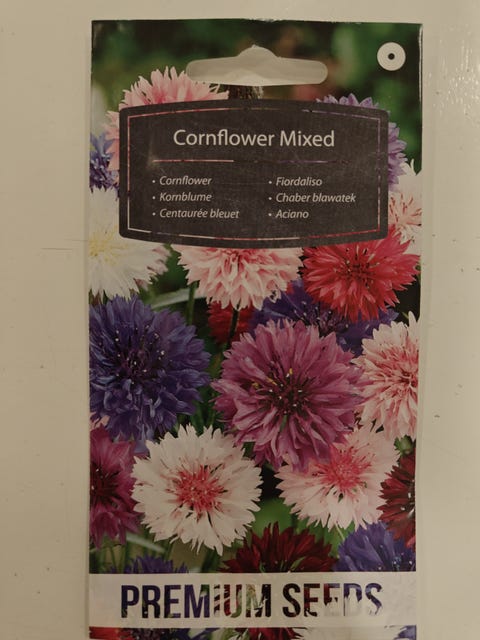 Cornflower Mixed
• Cornflower
• Kornblume
• Centaurée bleuet
• Fiordaliso
• Chaber bławatek
• Aciano
PREMIUM SEEDS